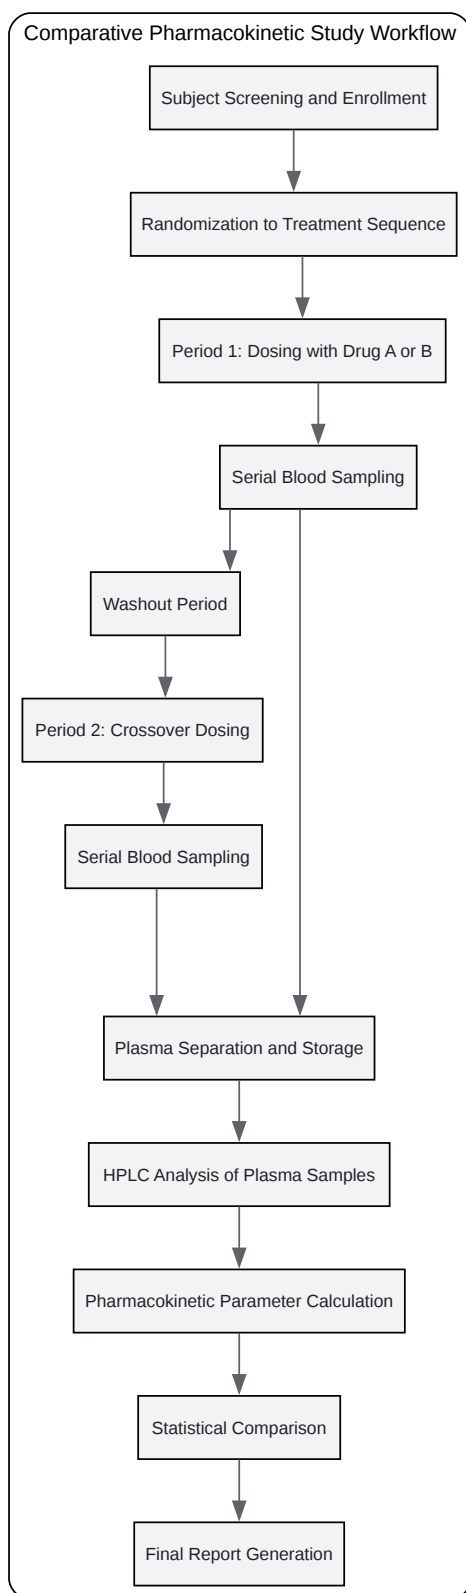 Comparative Pharmacokinetic Study Workflow
Subject Screening and Enrollment
Randomization to Treatment Sequence
Period 1: Dosing with Drug A or B
Serial Blood Sampling
Washout Period
Period 2: Crossover Dosing
Serial Blood Sampling
Plasma Separation and Storage
HPLC Analysis of Plasma Samples
Pharmacokinetic Parameter Calculation
Statistical Comparison
Final Report Generation